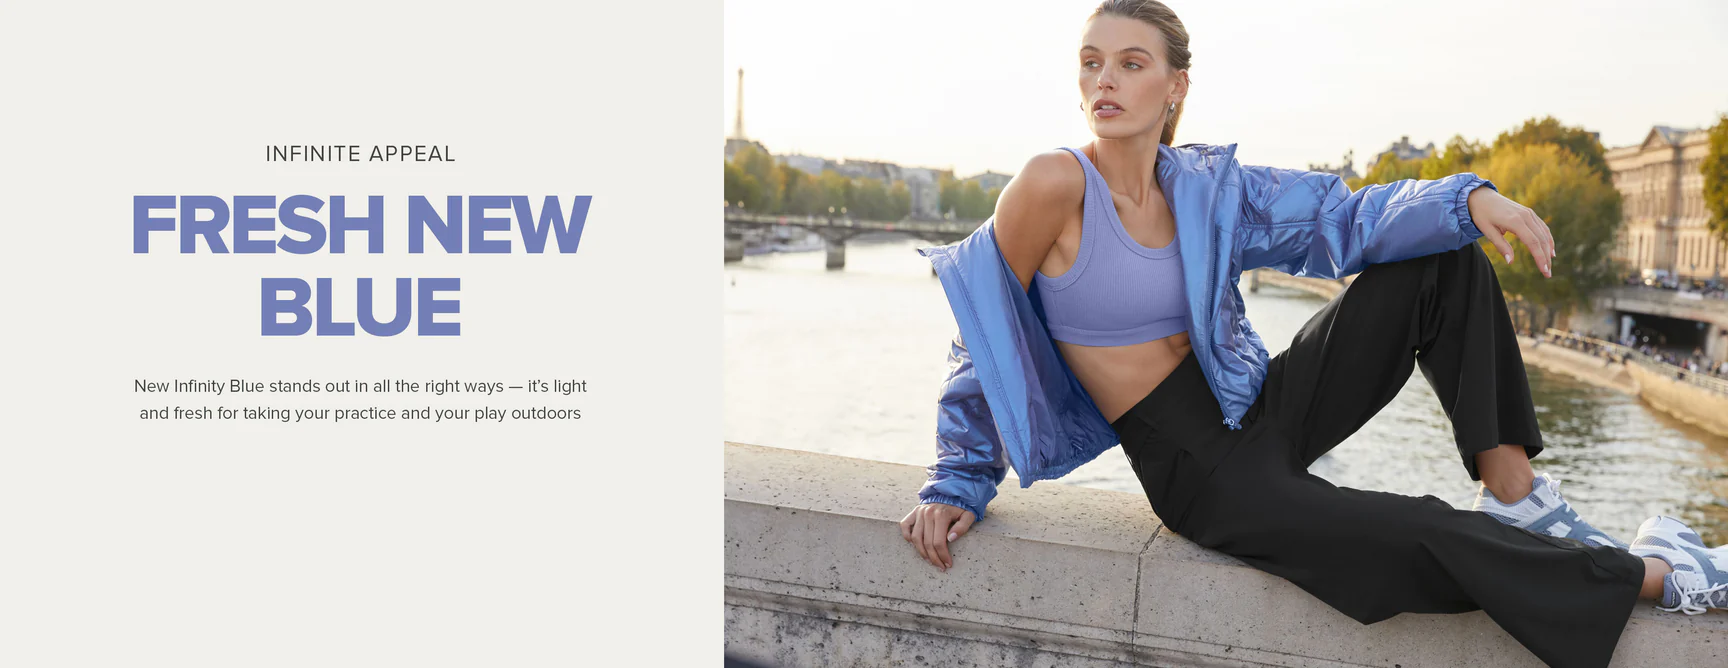 INFINITE APPEAL
FRESH NEW
BLUE
New Infinity Blue stands out in all the right ways — it’s light
and fresh for taking your practice and your play outdoors